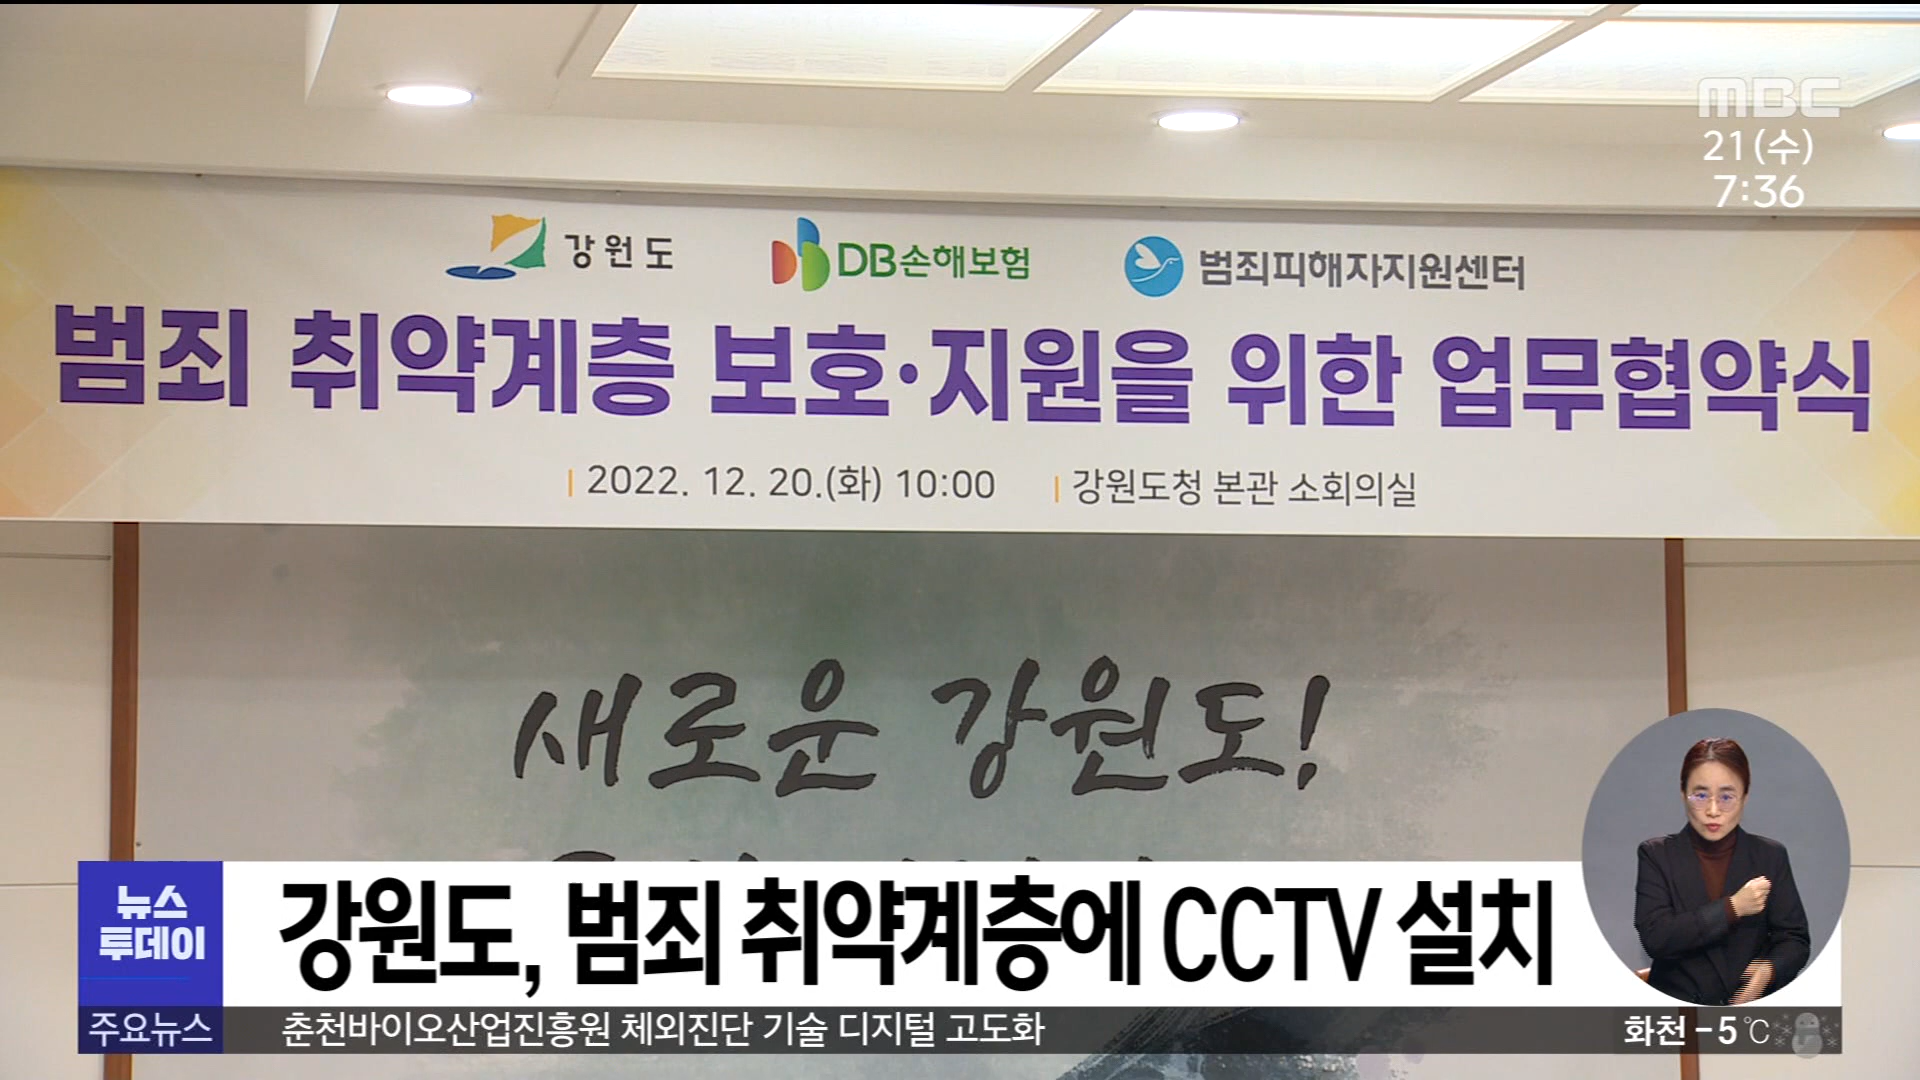 MBC
21(수)
7:36
강원도
DB손해보험
범죄피해자지원센터
범죄 취약계층 보호·지원을 위한 업무협약식
2022. 12. 20.(화) 10:00
강원도청 본관 소회의실
새로운 강원도!
뉴스
투데이
강원도, 범죄 취약계층에 CCTV 설치
주요뉴스
춘천바이오산업진흥원 체외진단 기술 디지털 고도화
화천 -5℃